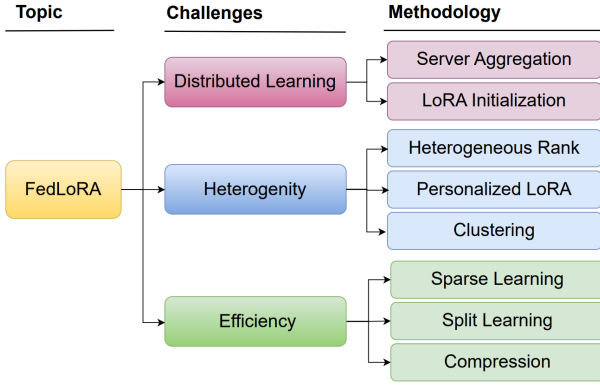 Topic
Challenges
Methodology
FedLoRA
Distributed Learning
Server Aggregation
LoRA Initialization
Heterogenity
Heterogeneous Rank
Personalized LoRA
Clustering
Efficiency
Sparse Learning
Split Learning
Compression